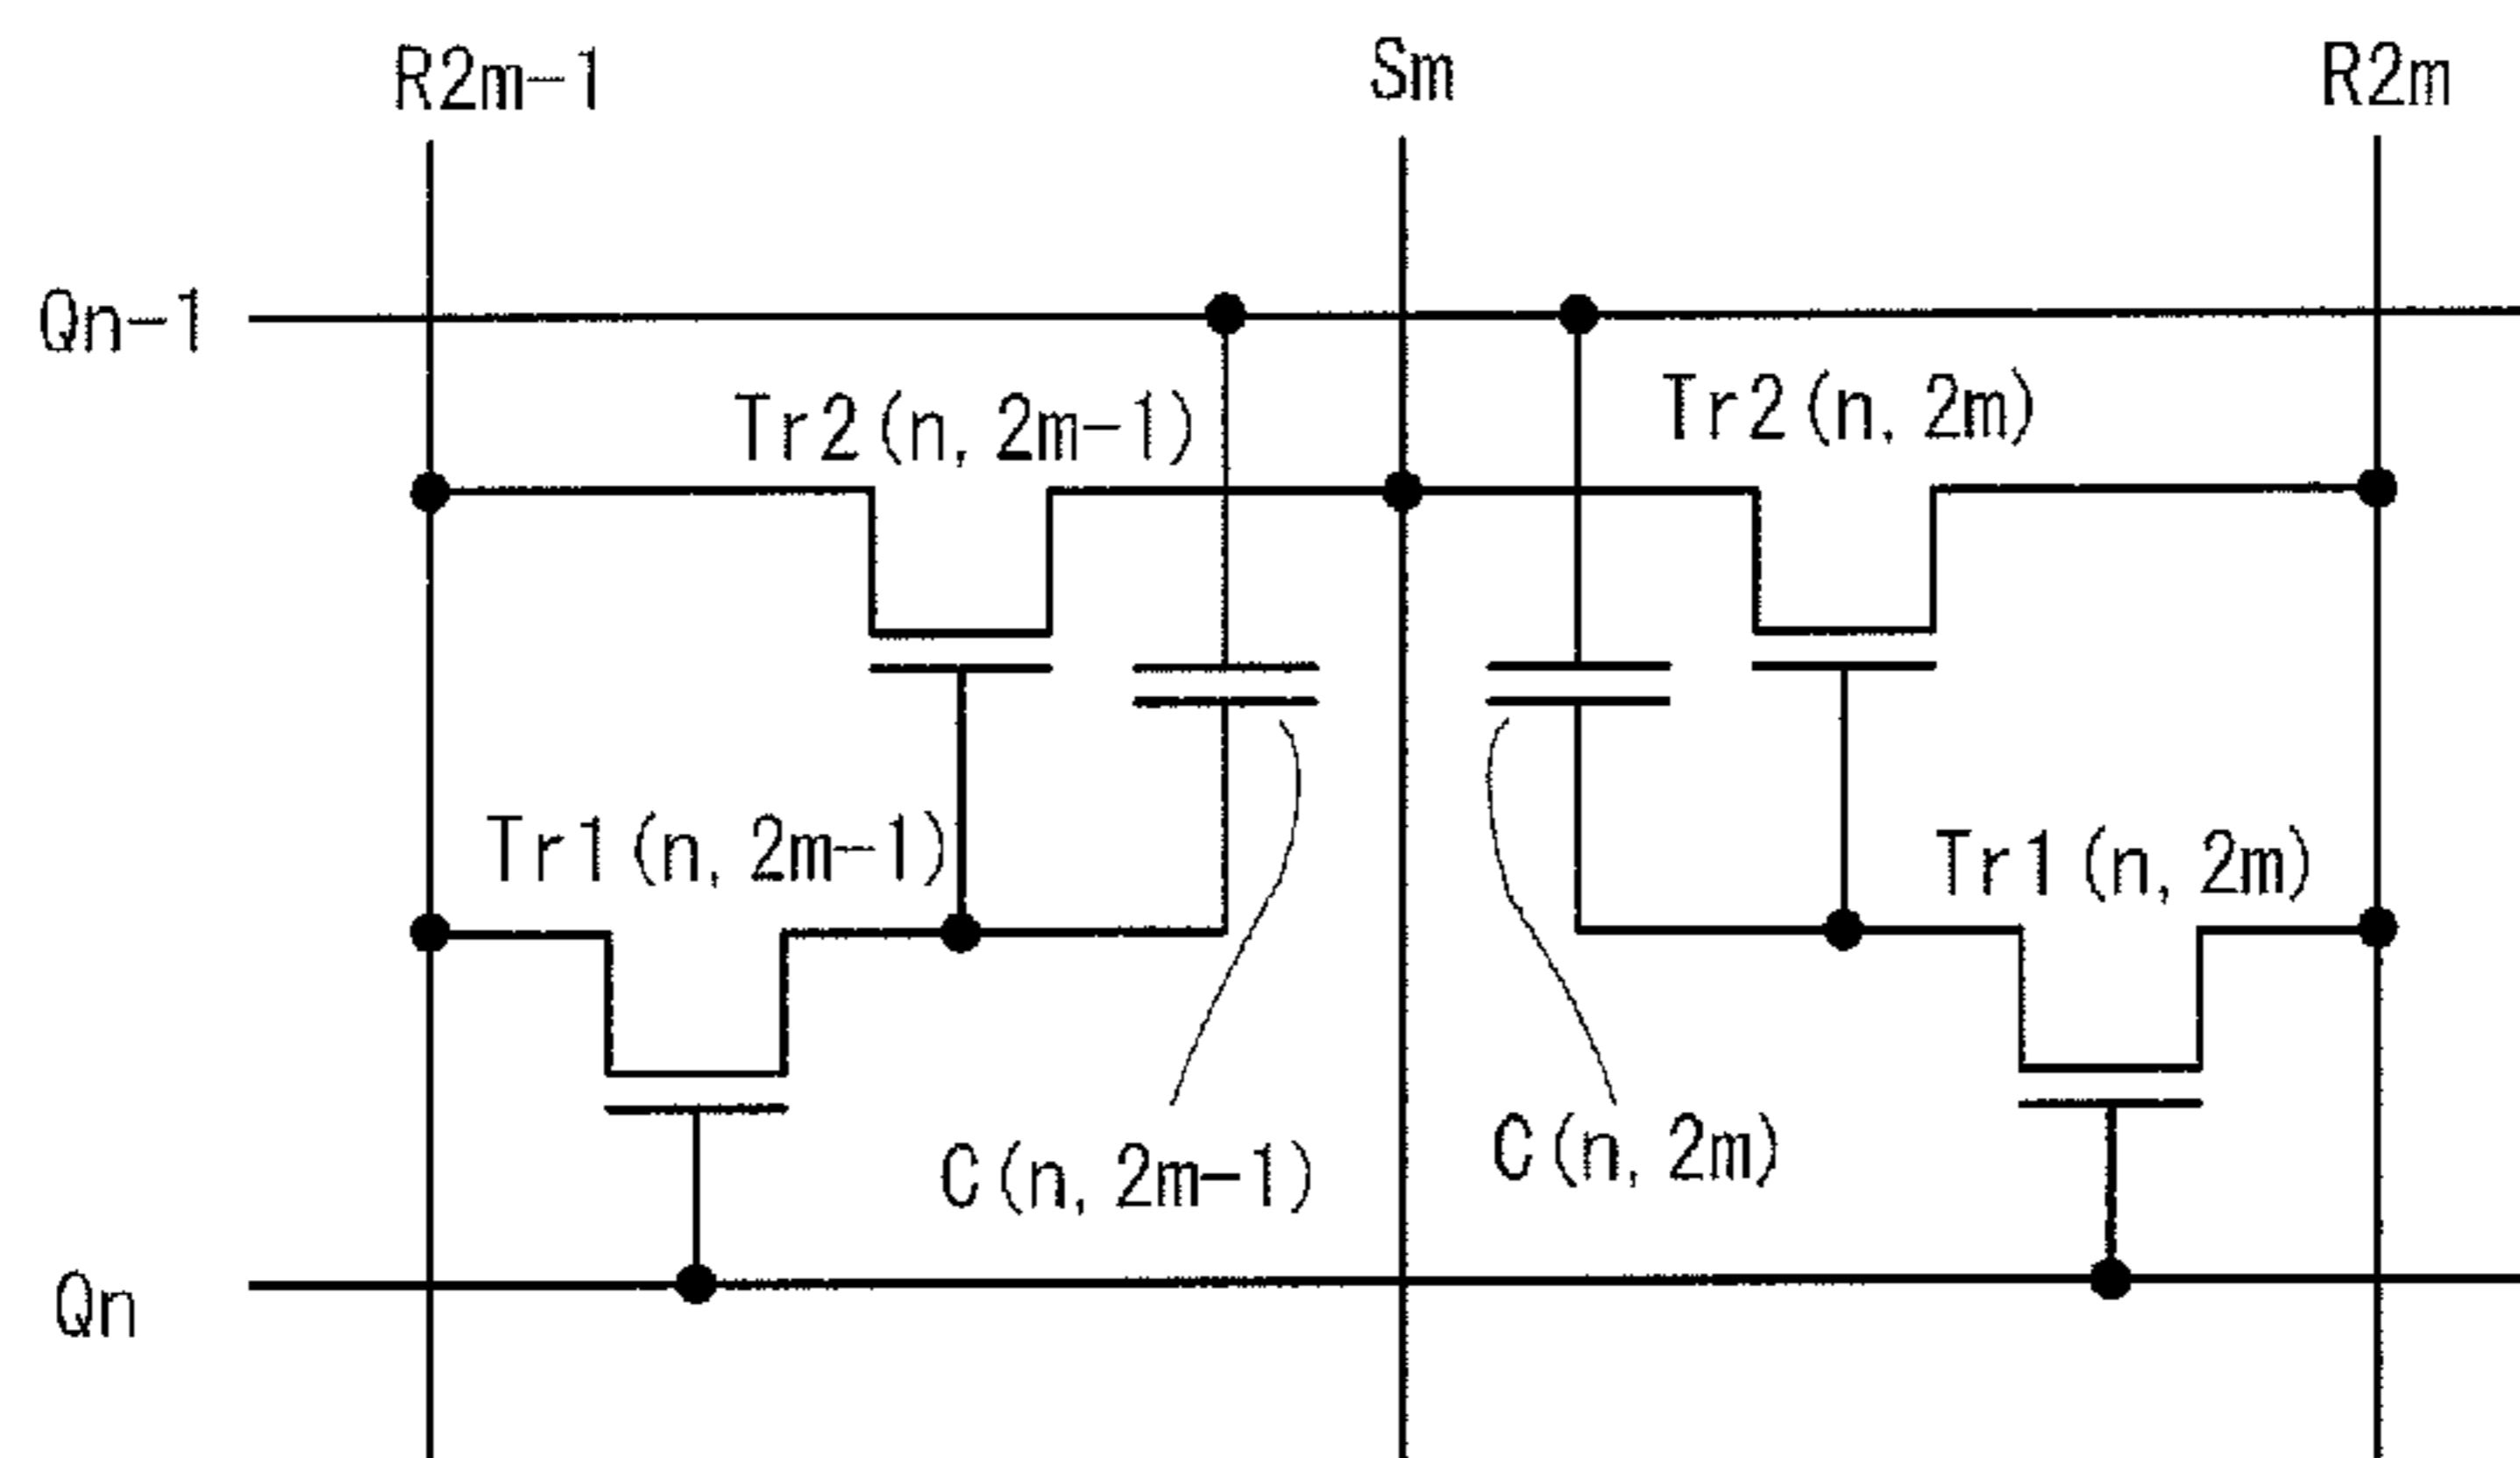 R2m-1
Sm
R2m
Qn-1
Tr2(n, 2m-1)
Tr2(n, 2m)
Tr1(n, 2m-1)
Tr1(n, 2m)
C(n, 2m-1)
C(n, 2m)
Qn